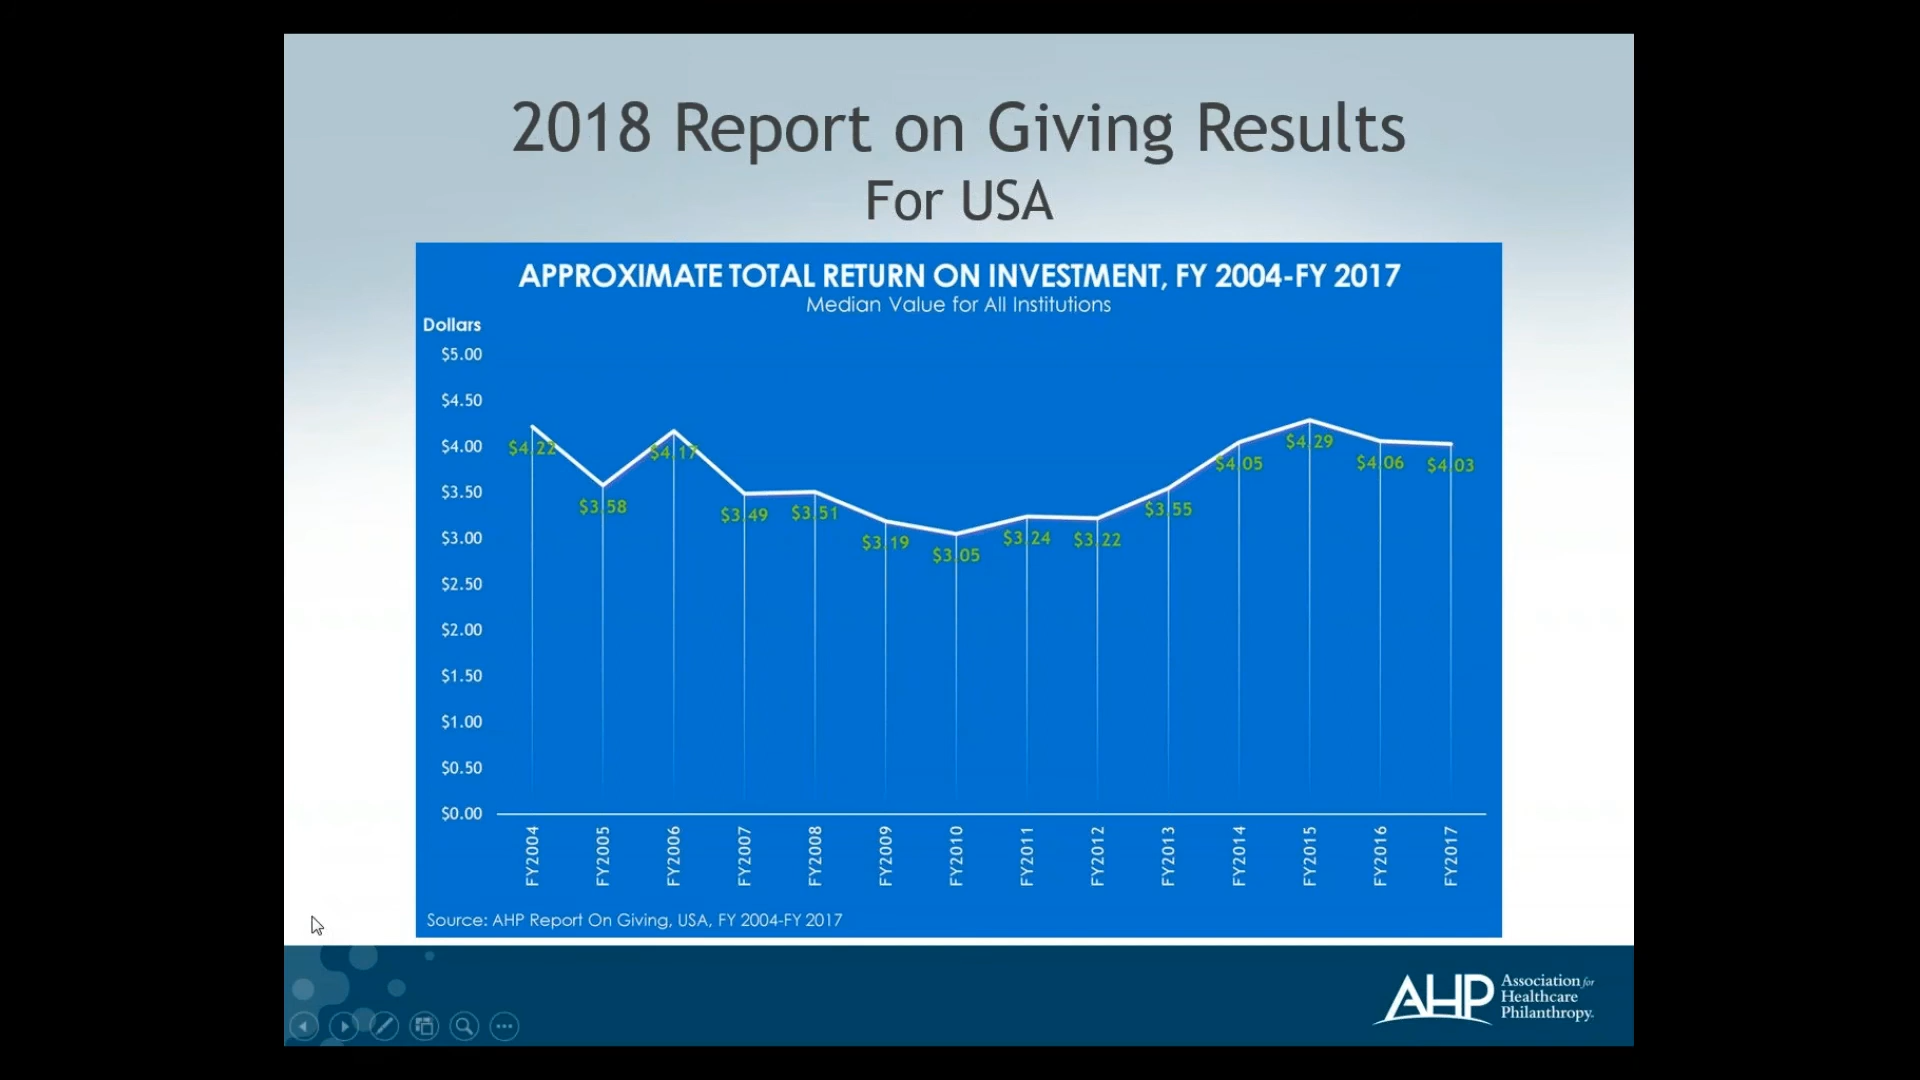 2018 Report on Giving Results
For USA
APPROXIMATE TOTAL RETURN ON INVESTMENT, FY 2004-FY 2017
Median Value for All Institutions
Dollars
$5.00
$4.50
$4.00
$3.50
$3.00
$2.50
$2.00
$1.50
$1.00
$0.50
$0.00
$4.22
$3.58
$4.17
$3.49
$3.51
$3.19
$3.05
$3.24
$3.22
$3.55
$4.05
$4.29
$4.06
$4.03
FY2004
FY2005
FY2006
FY2007
FY2008
FY2009
FY2010
FY2011
FY2012
FY2013
FY2014
FY2015
FY2016
FY2017
Source: AHP Report On Giving, USA, FY 2004-FY 2017
AHP
Association for
Healthcare
Philanthropy.